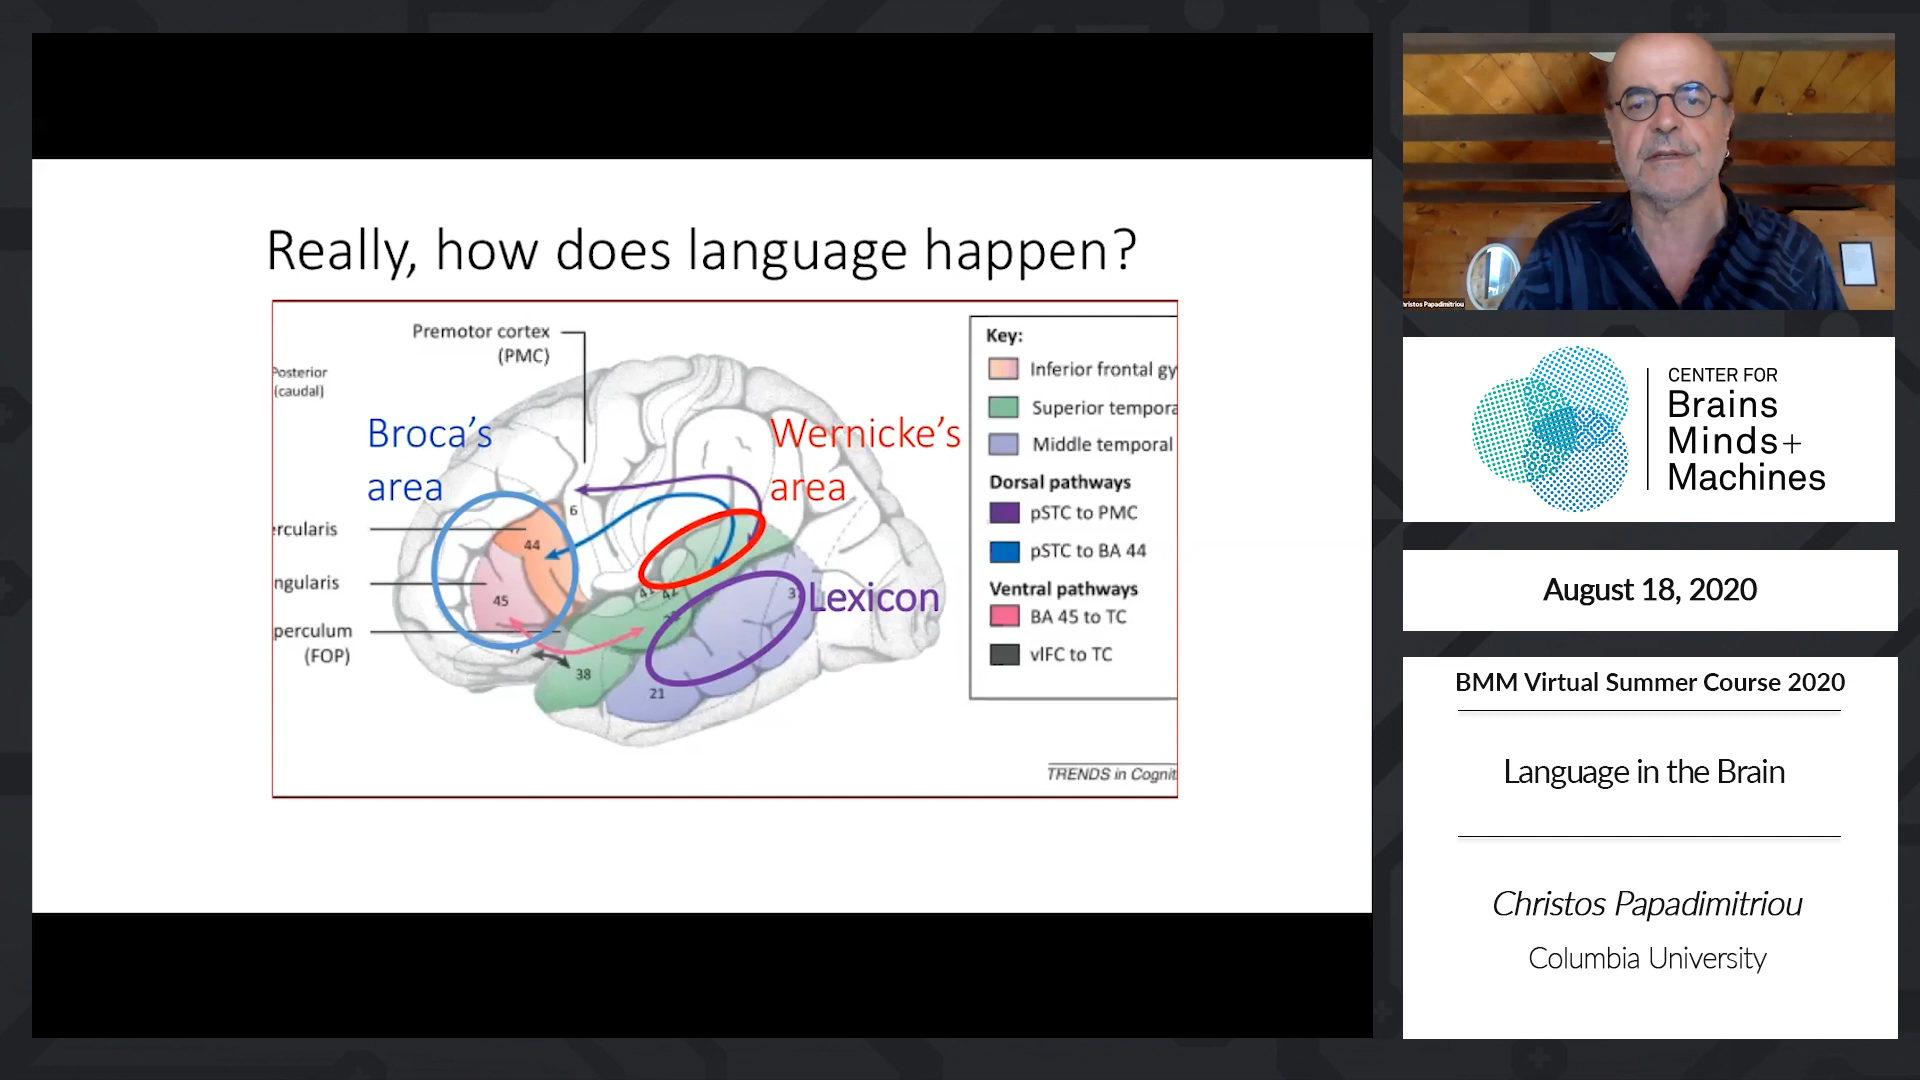 Really, how does language happen?
Premotor cortex
(PMC)
Posterior
(caudal)
Broca's
area
Wernicke's
area
rcularis
ngularis
perculum
(FOP)
6
44
45
38
21
Lexicon
Key:
Inferior frontal gy
Superior tempora
Middle temporal
Dorsal pathways
pSTC to PMC
pSTC to BA 44
Ventral pathways
BA 45 to TC
vIFC to TC
TRENDS in Cognit
Christos Papadimitriou
CENTER FOR
Brains
Minds+
Machines
August 18, 2020
BMM Virtual Summer Course 2020
Language in the Brain
Christos Papadimitriou
Columbia University